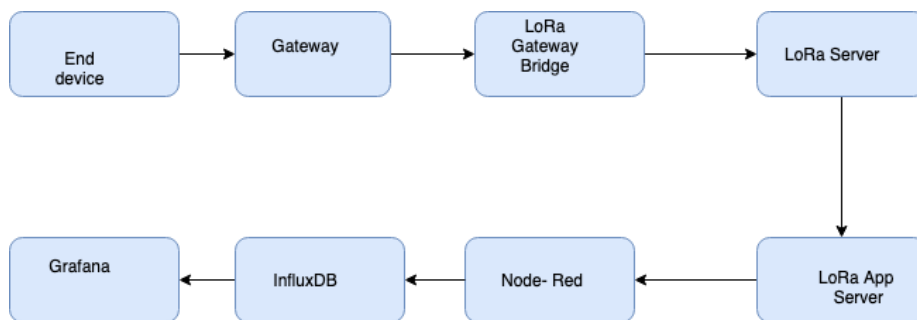 End
device
Gateway
LoRa
Gateway
Bridge
LoRa Server
Grafana
InfluxDB
Node- Red
LoRa App
Server